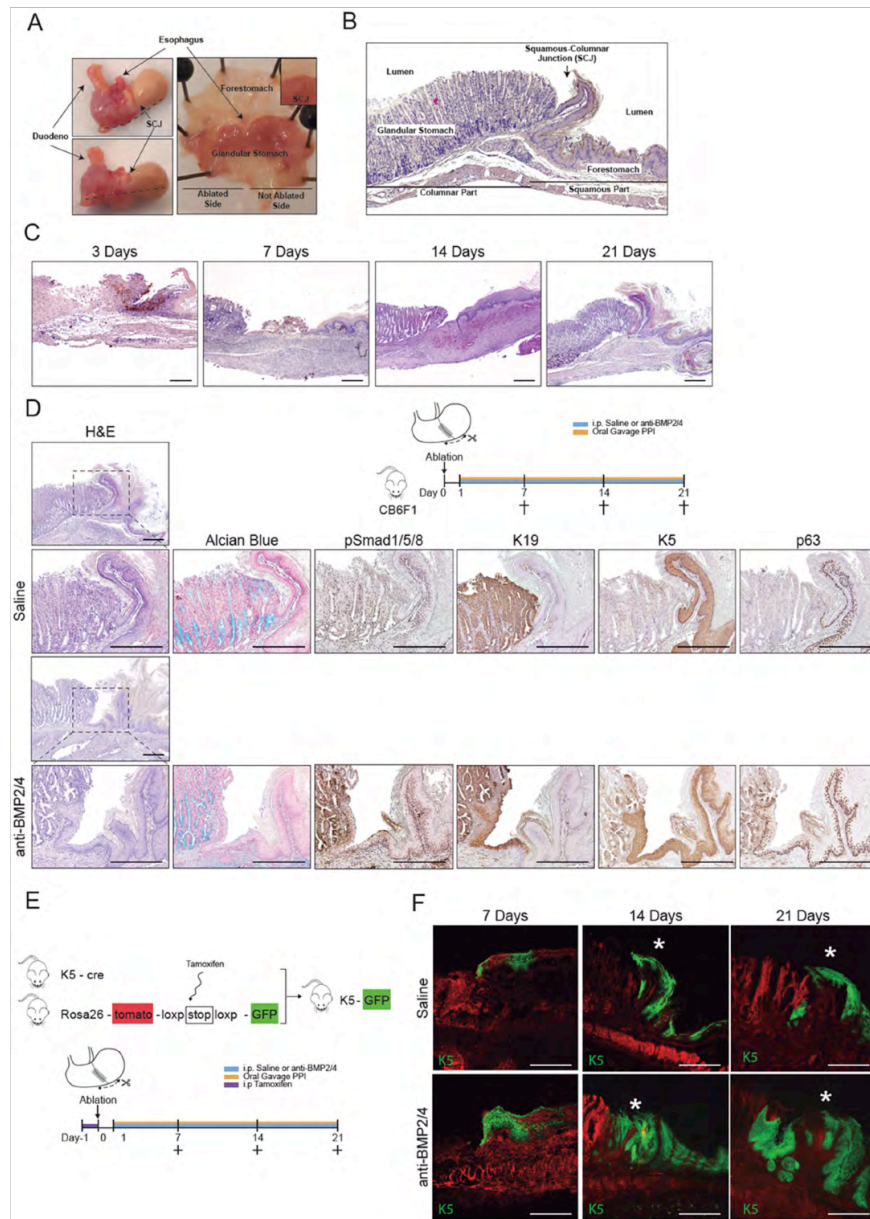 A
Esophagus
Forestomach
SCJ
Duodeno
SCJ
Glandular Stomach
Ablated
Side
Not Ablated
Side
B
Squamous-Columnar
Junction (SCJ)
Lumen
Lumen
Glandular Stomach
Forestomach
Columnar Part
Squamous Part
C
3 Days
7 Days
14 Days
21 Days
D
H&E
i.p. Saline or anti-BMP2/4
Oral Gavage PPI
Ablation
Day 0
1
7
14
21
CB6F1
Alcian Blue
pSmad1/5/8
K19
K5
p63
Saline
anti-BMP2/4
E
Tamoxifen
K5 - cre
Rosa26 - tomato -loxp stop loxp - GFP
K5- GFP
i.p. Saline or anti-BMP2/4
Oral Gavage PPI
i.p Tamoxifen
Ablation
Day-1
0
1
7
14
21
F
7 Days
14 Days
21 Days
Saline
*
*
K5
K5
K5
anti-BMP2/4
*
*
K5
K5
K5